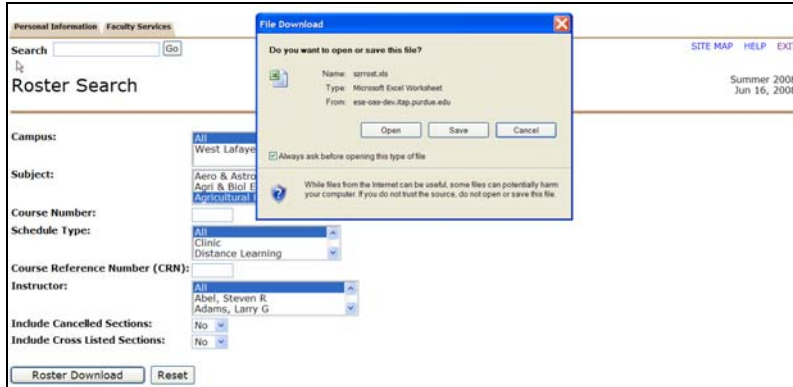 Personal Information Faculty Services
Search Go
SITE MAP HELP EXIT
Roster Search
Summer 2008
Jun 16, 2008
File Download
Do you want to open or save this file?
Name: szrrost.xls
Type: Microsoft Excel Worksheet
From: esa-oas-dev.itap.purdue.edu
Open Save Cancel
Always ask before opening this type of file
While files from the Internet can be useful, some files can potentially harm
your computer. If you do not trust the source, do not open or save this file.
Campus: All
West Lafaye
Subject: Aero & Astro
Agri & Biol E
Agricultural
Course Number:
Schedule Type: All
Clinic
Distance Learning
Course Reference Number (CRN):
Instructor: All
Abel, Steven R
Adams, Larry G
Include Cancelled Sections: No
Include Cross Listed Sections: No
Roster Download Reset